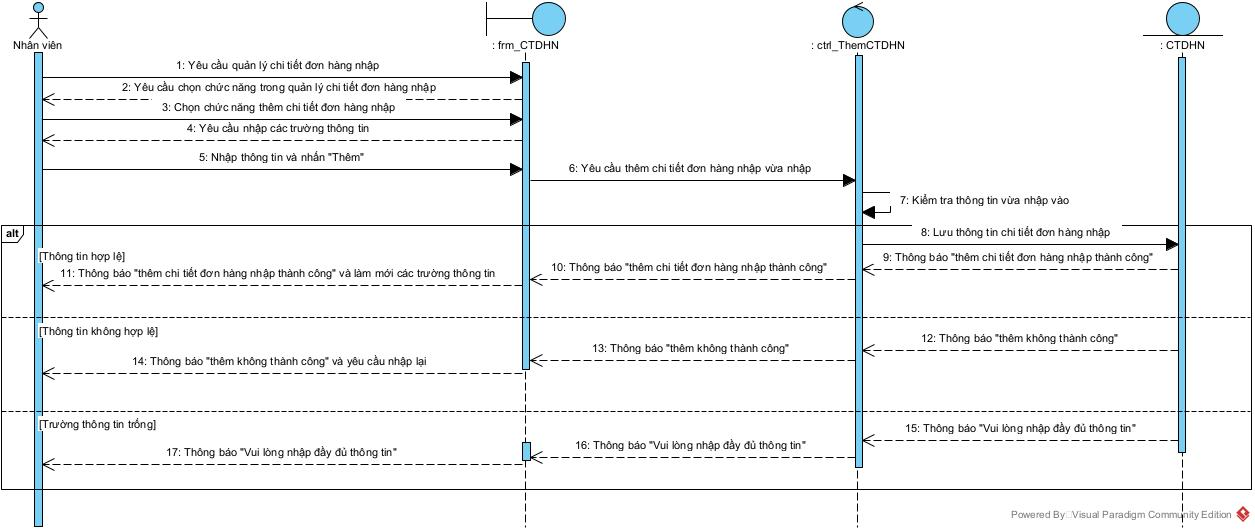 Nhân viên
: frm_CTDHN
: ctrl_ThemCTDHN
: CTDHN
1: Yêu cầu quản lý chi tiết đơn hàng nhập
2: Yêu cầu chọn chức năng trong quản lý chi tiết đơn hàng nhập
3: Chọn chức năng thêm chi tiết đơn hàng nhập
4: Yêu cầu nhập các trường thông tin
5: Nhập thông tin và nhấn "Thêm"
6: Yêu cầu thêm chi tiết đơn hàng nhập vừa nhập
7: Kiểm tra thông tin vừa nhập vào
alt
8: Lưu thông tin chi tiết đơn hàng nhập
[Thông tin hợp lệ]
9: Thông báo "thêm chi tiết đơn hàng nhập thành công"
10: Thông báo "thêm chi tiết đơn hàng nhập thành công"
11: Thông báo "thêm chi tiết đơn hàng nhập thành công" và làm mới các trường thông tin
[Thông tin không hợp lệ]
12: Thông báo "thêm không thành công"
13: Thông báo "thêm không thành công"
14: Thông báo "thêm không thành công" và yêu cầu nhập lại
[Trường thông tin trống]
15: Thông báo "Vui lòng nhập đầy đủ thông tin"
16: Thông báo "Vui lòng nhập đầy đủ thông tin"
17: Thông báo "Vui lòng nhập đầy đủ thông tin"
Powered By Visual Paradigm Community Edition